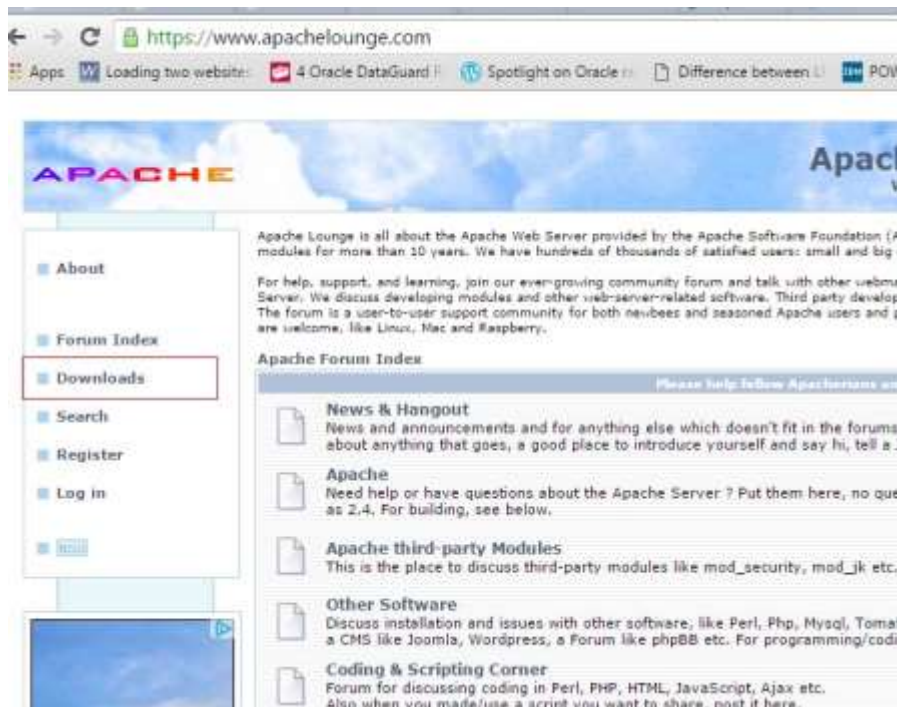 https://www.apachelounge.com
Apps Loading two website 4 Oracle DataGuard Spotlight on Oracle Difference between POW
APACHE
Apac
About
Forum Index
Downloads
Search
Register
Log in
Apache Lounge is all about the Apache Web Server provided by the Apache Software Foundation (A
modules for more than 10 years. We have hundreds of thousands of satisfied users: small and big
For help, support, and learning, join our ever-growing community forum and talk with other webma
Server. We discuss developing modules and other web-server-related software. Third party develop
The forum is a user-to-user support community for both newbees and seasoned Apache users and p
are welcome, like Linux, Mac and Raspberry.
Apache Forum Index
Please help fellow Apacherians an
News & Hangout
News and announcements and for anything else which doesn't fit in the forums
about anything that goes, a good place to introduce yourself and say hi, tell a
Apache
Need help or have questions about the Apache Server ? Put them here, no que
as 2.4. For building, see below.
Apache third-party Modules
This is the place to discuss third-party modules like mod_security, mod_jk etc.
Other Software
Discuss installation and issues with other software, like Perl, Php, Mysql, Toma
a CMS like Joomla, Wordpress, a Forum like phpBB etc. For programming/codi
Coding & Scripting Corner
Forum for discussing coding in Perl, PHP, HTML, JavaScript, Ajax etc.
Also when you made/use a script you want to share, post it here.